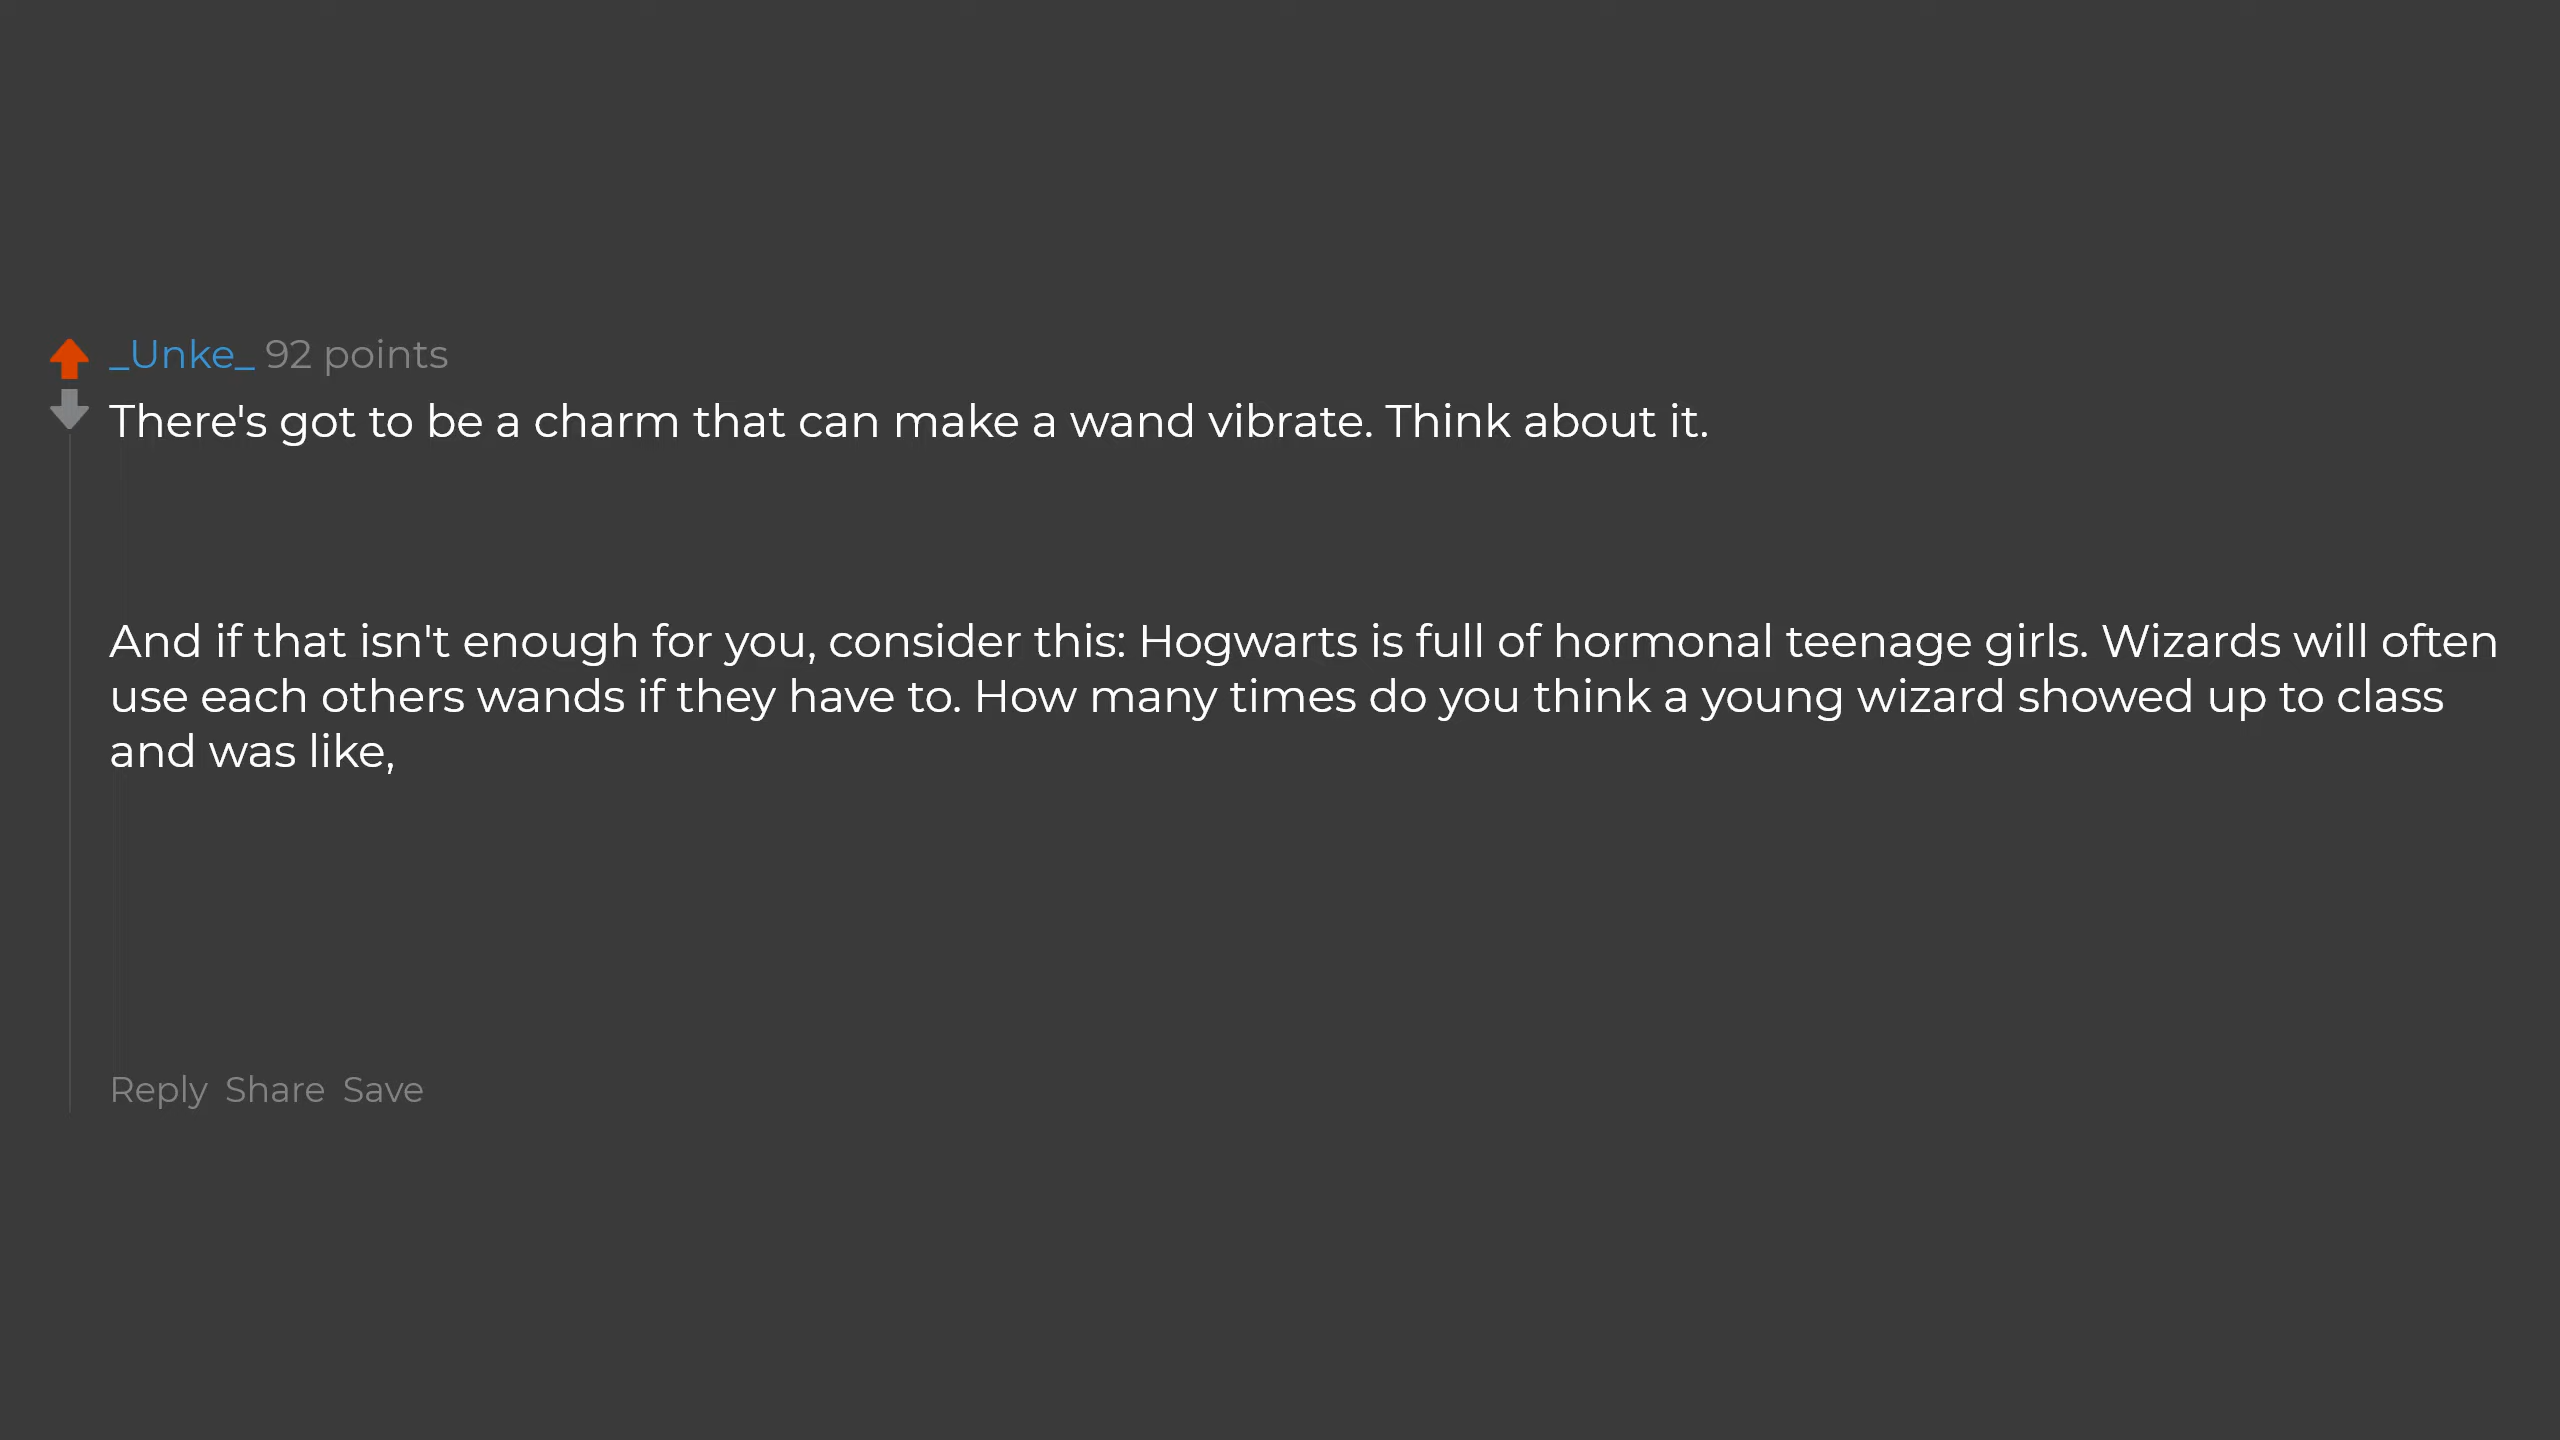 _Unke_ 92 points
There's got to be a charm that can make a wand vibrate. Think about it.
And if that isn't enough for you, consider this: Hogwarts is full of hormonal teenage girls. Wizards will often
use each others wands if they have to. How many times do you think a young wizard showed up to class
and was like,
Reply Share Save